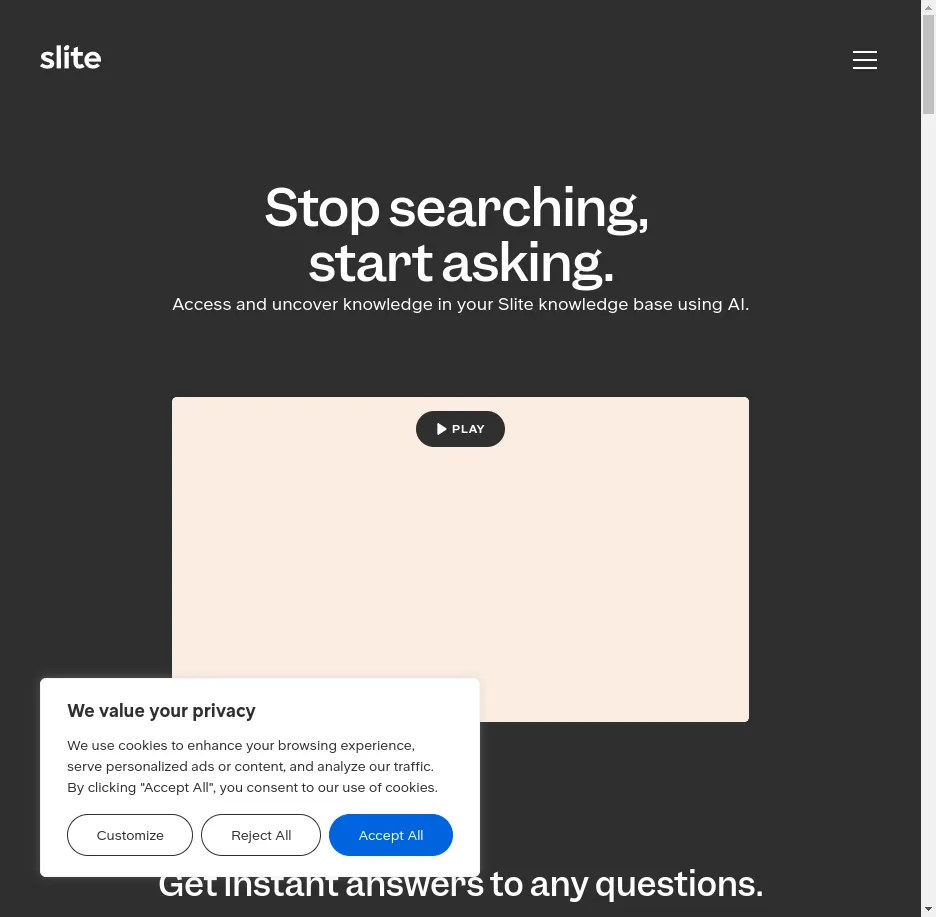 slite
Stop searching,
start asking.
Access and uncover knowledge in your Slite knowledge base using AI.
PLAY
We value your privacy
We use cookies to enhance your browsing experience,
serve personalized ads or content, and analyze our traffic.
By clicking "Accept All", you consent to our use of cookies.
Customize
Reject All
Accept All
Get instant answers to any questions.